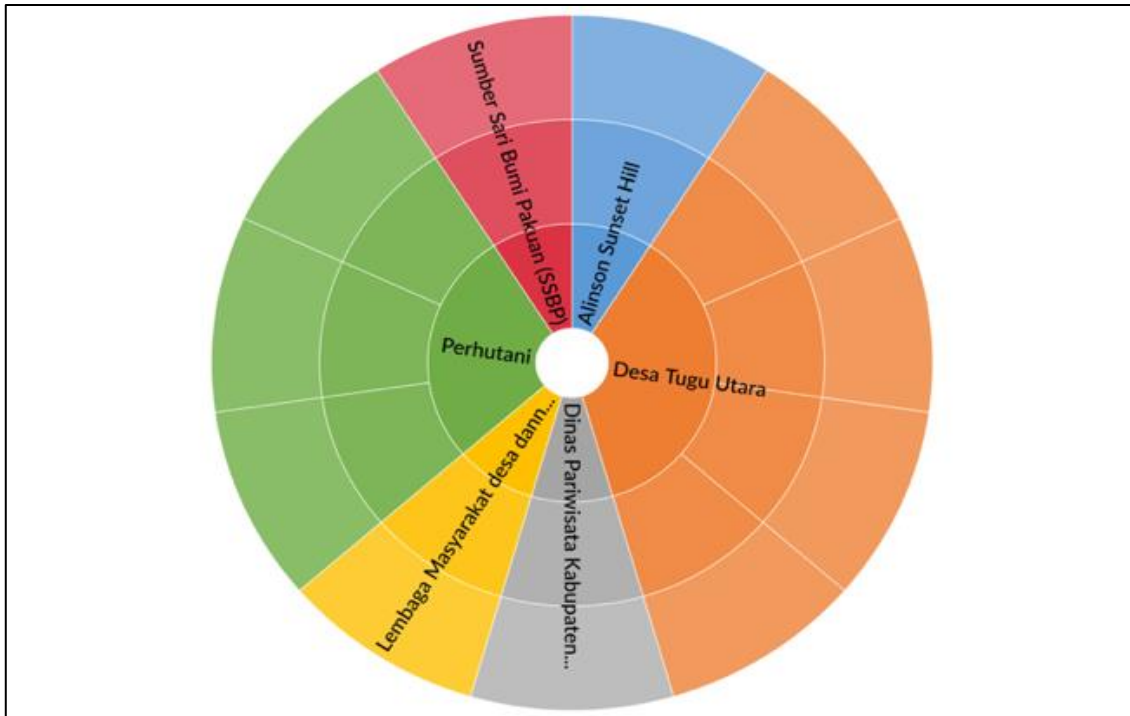 Sumber Sari Bumi Pakuan (SSBP)
Alinson Sunset Hill
Perhutani
Desa Tugu Utara
Lembaga Masyarakat desa dann...
Dinas Pariwisata Kabupaten...